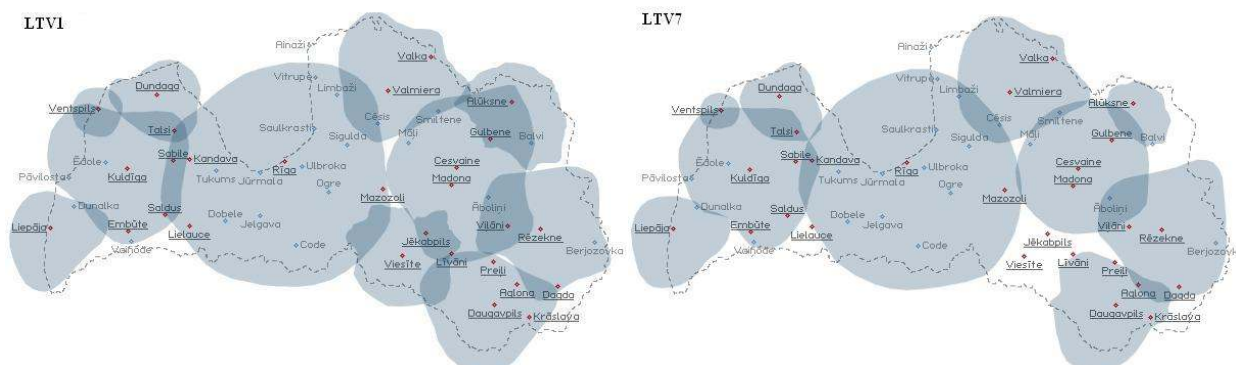 LTV1
LTV7
Ainaži
Valka
Vitrupe
Limbaži
Valmiera
Dundaga
Ventspils
Alūksne
Talsi
Saulkrasti
Cēsis
Smiltene
Sigulda
Mōļi
Gulbene
Balvi
Ēdole
Sabile
Kandava
Rīga
Ulbroka
Cesvaine
Pāvilosta
Kuldīga
Tukums
Jūrmala
Ogre
Madona
Mazozoli
Dunalka
Saldus
Dobele
Jelgava
Āboliņi
Liepāja
Embūte
Lielauce
Vaiņode
Code
Jēkabpils
Viļāni
Rēzekne
Viesīte
Līvāni
Berjozovka
Preiļi
Aglona
Dagda
Daugavpils
Krāslava
Ainaži
Valka
Vitrupe
Limbaži
Valmiera
Dundaga
Ventspils
Alūksne
Talsi
Saulkrasti
Cēsis
Smiltene
Sigulda
Mōļi
Gulbene
Balvi
Ēdole
Sabile
Kandava
Rīga
Ulbroka
Cesvaine
Pāvilosta
Kuldīga
Tukums
Jūrmala
Ogre
Madona
Mazozoli
Dunalka
Saldus
Dobele
Jelgava
Āboliņi
Liepāja
Embūte
Lielauce
Vaiņode
Code
Jēkabpils
Viļāni
Rēzekne
Viesīte
Līvāni
Berjozovka
Preiļi
Aglona
Dagda
Daugavpils
Krāslava